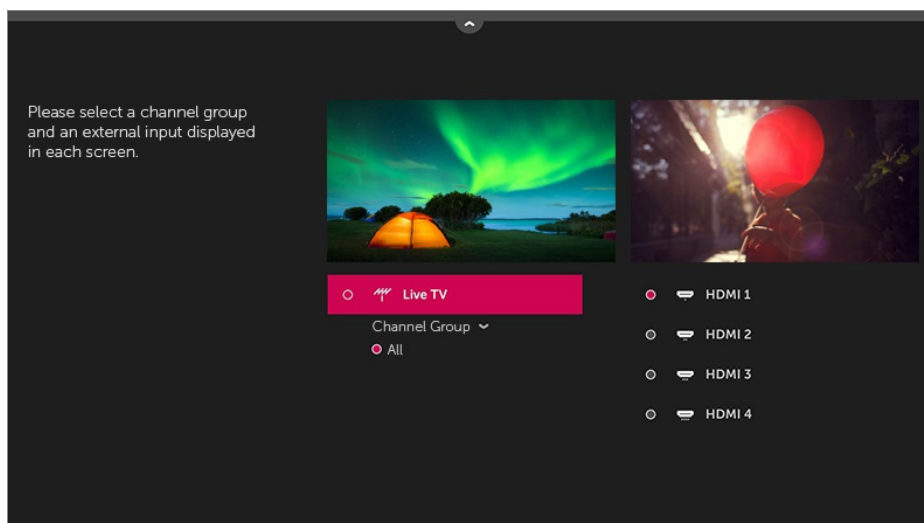 Please select a channel group
and an external input displayed
in each screen.
Live TV
Channel Group
All
HDMI 1
HDMI 2
HDMI 3
HDMI 4